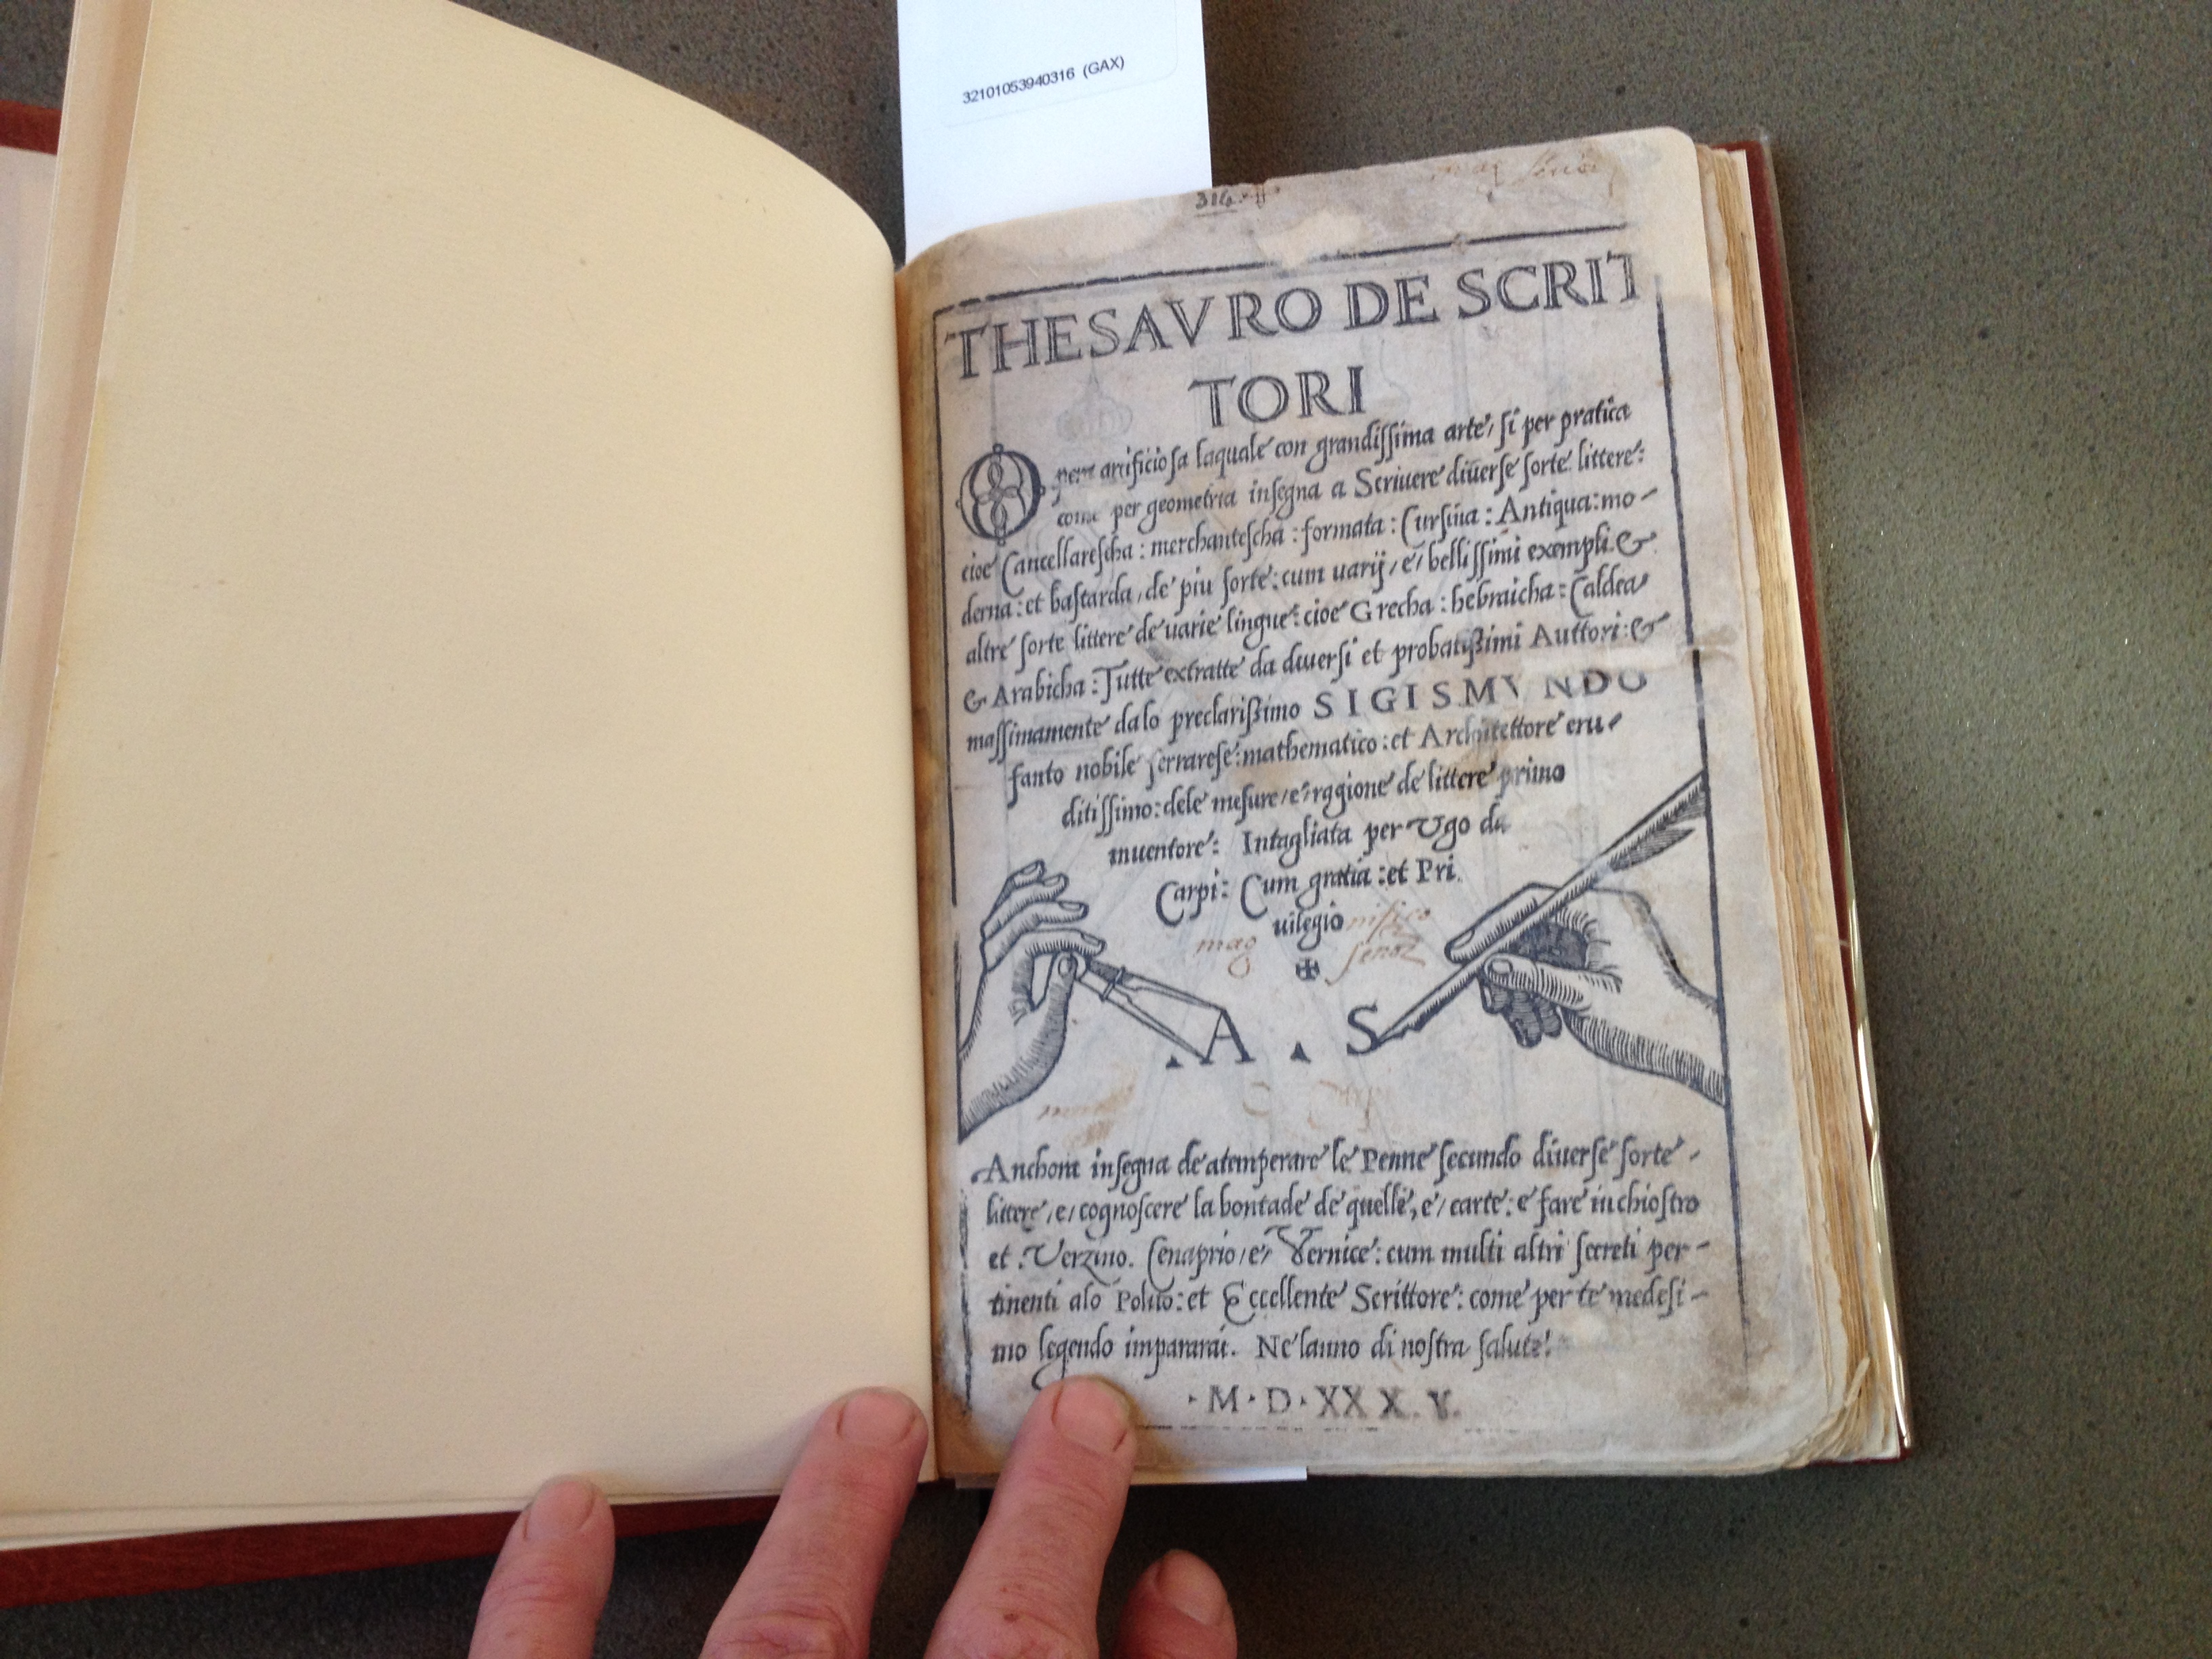 32101053940316 (GAX)
316
THESAVRO DE SCRIT
TORI
Opera artificiosa laquale con grandissima arte, si per pratica
come per geometria insegna a Scriuere diuerse sorte littere:
cioe Cancellarescha: merchantescha: formata: Cursiua: Antiqua: mo-
derna: et bastarda, de piu sorte: cum uarij, e, bellissimi exempli. &
altre sorte littere de uarie lingue: cioe Grecha: hebraicha: Caldea
& Arabicha: Tutte extratte da diuersi et probatissimi Auttori: &
massimamente dalo preclarissimo SIGISMVNDO
fanto nobile ferrarese: mathematico: et Architettore eru-
ditissimo: dele mesure, e, ragione de littere primo
inuentore: Intagliata per Ugo da
Carpi: Cum gratia: et Pri
uilegio
mag
A . S
Anchora insegna de atemperare le Penne secundo diuerse sorte-
littere, e, cognoscere la bontade de quelle, e, carte: e fare inchiostro
et Verzino. Cenaprio, e, Vernice: cum multi altri secreti per-
tinenti alo Polito: et Eccellente Scrittore: come per te medesi-
mo legendo impararai. Ne lanno di nostra salute!
·M·D·XXX.V.